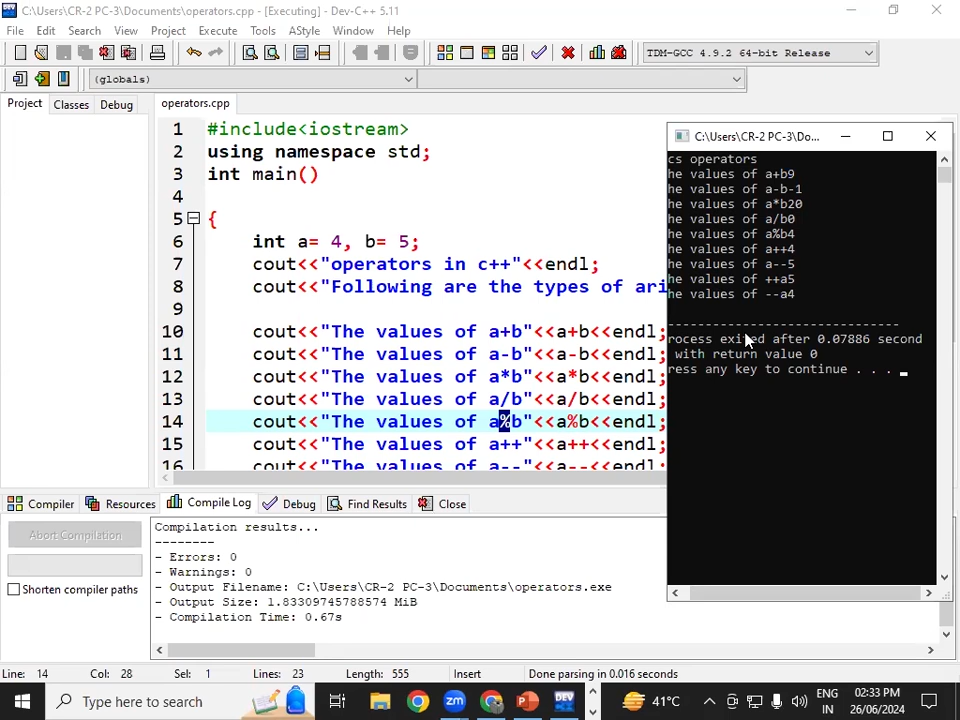 C:\Users\CR-2 PC-3\Documents\operators.cpp - [Executing] - Dev-C++ 5.11
File Edit Search View Project Execute Tools AStyle Window Help
TDM-GCC 4.9.2 64-bit Release
(globals)
Project Classes Debug
operators.cpp
1 #include<iostream>
2 using namespace std;
3 int main()
4
5 {
6 int a= 4, b= 5;
7 cout<<"operators in c++"<<endl;
8 cout<<"Following are the types of ari
9
10 cout<<"The values of a+b"<<a+b<<endl;
11 cout<<"The values of a-b"<<a-b<<endl;
12 cout<<"The values of a*b"<<a*b<<endl;
13 cout<<"The values of a/b"<<a/b<<endl;
14 cout<<"The values of a%b"<<a%b<<endl;
15 cout<<"The values of a++"<<a++<<endl;
16 cout<<"The values of a--"<<a--<<endl;
C:\Users\CR-2 PC-3\Do...
cs operators
he values of a+b9
he values of a-b-1
he values of a*b20
he values of a/b0
he values of a%b4
he values of a++4
he values of a--5
he values of ++a5
he values of --a4
-------------------------------
rocess exited after 0.07886 second
with return value 0
ress any key to continue . . .
Compiler Resources Compile Log Debug Find Results Close
Abort Compilation
Shorten compiler paths
Compilation results...
--------
- Errors: 0
- Warnings: 0
- Output Filename: C:\Users\CR-2 PC-3\Documents\operators.exe
- Output Size: 1.83309745788574 MiB
- Compilation Time: 0.67s
Line: 14 Col: 28 Sel: 1 Lines: 23 Length: 555 Insert Done parsing in 0.016 seconds
Type here to search
zm
DEV
41°C
ENG
IN
02:33 PM
26/06/2024